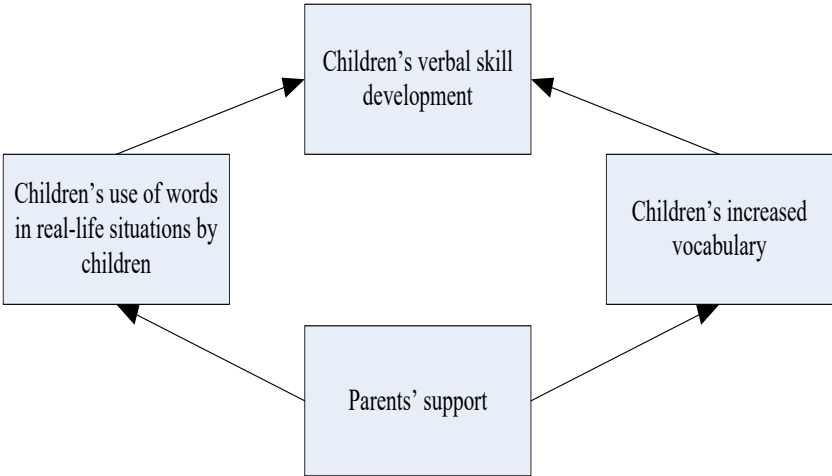 Children’s verbal skill
development
Children’s use of words
in real-life situations by
children
Children’s increased
vocabulary
Parents’ support